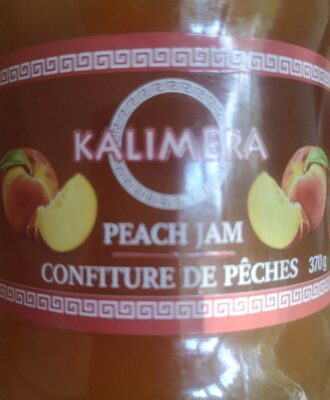 KALIMERA
PEACH JAM
CONFITURE DE PÊCHES 370g